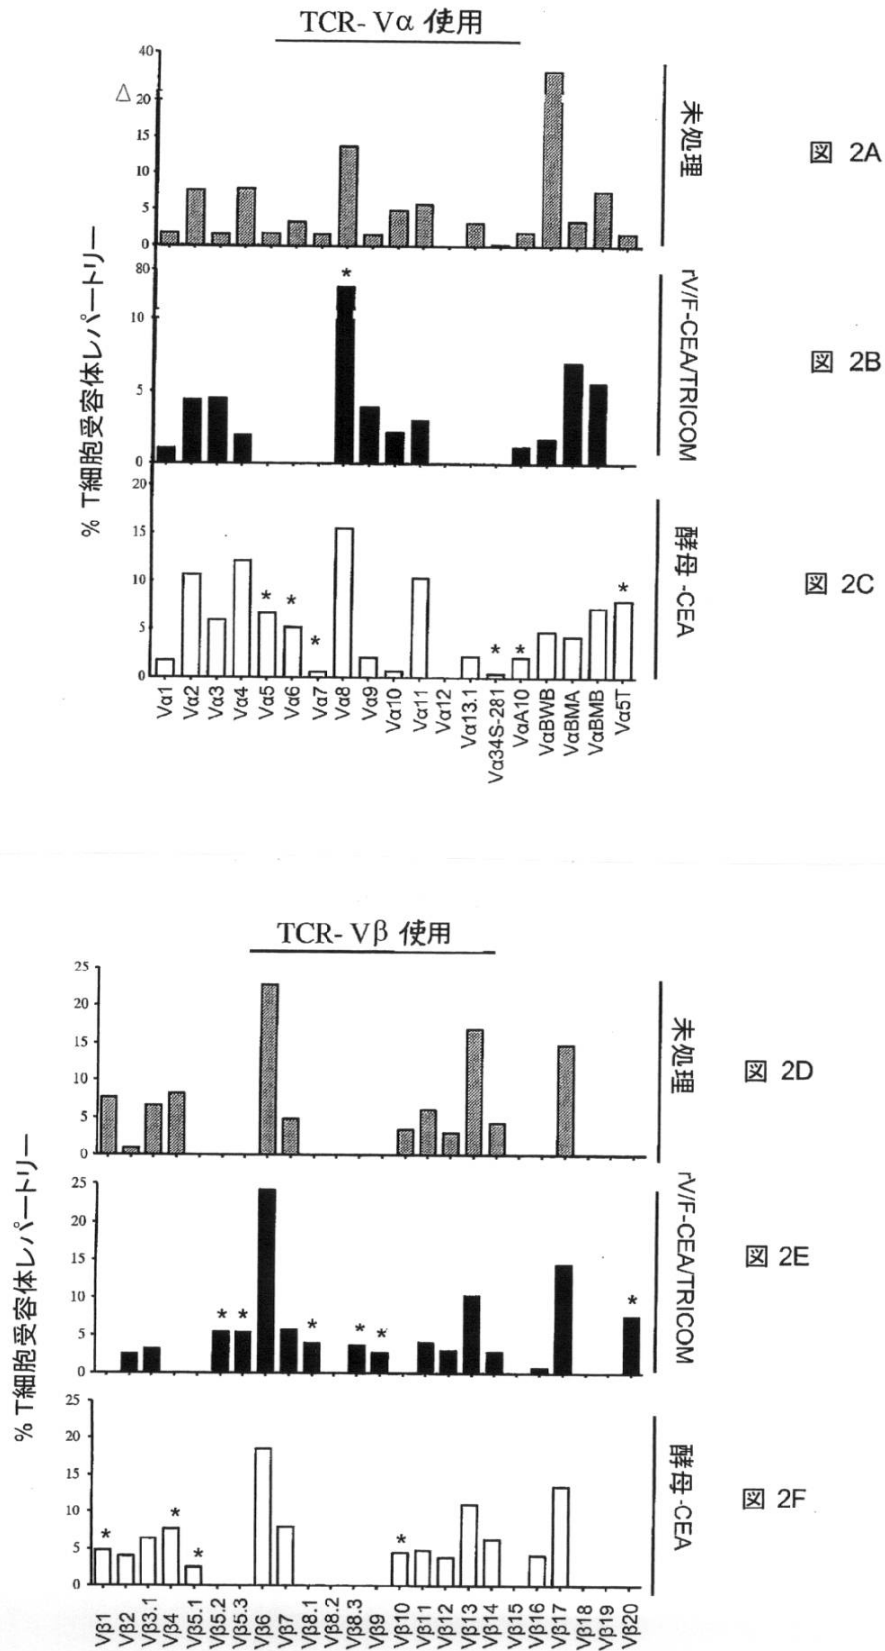 TCR- Vα 使用
% T細胞受容体レパートリー
40
△ 20
15
10
5
0
未処理
図 2A
80
*
10
5
0
rV/F-CEA/TRICOM
図 2B
20
15
10
5
0
* * * * * *
酵母-CEA
図 2C
Vα1 Vα2 Vα3 Vα4 Vα5 Vα6 Vα7 Vα8 Vα9 Vα10 Vα11 Vα12 Vα13.1 Vα34S-281 VαA10 VαBWB VαBMA VαBMB Vα5T
TCR- Vβ 使用
% T細胞受容体レパートリー
25
20
15
10
5
0
未処理
図 2D
25
20
15
10
5
0
* * * * * *
rV/F-CEA/TRICOM
図 2E
25
20
15
10
5
0
* * * *
酵母-CEA
図 2F
Vβ1 Vβ2 Vβ3.1 Vβ4 Vβ5.1 Vβ5.2 Vβ5.3 Vβ6 Vβ7 Vβ8.1 Vβ8.2 Vβ8.3 Vβ9 Vβ10 Vβ11 Vβ12 Vβ13 Vβ14 Vβ15 Vβ16 Vβ17 Vβ18 Vβ19 Vβ20